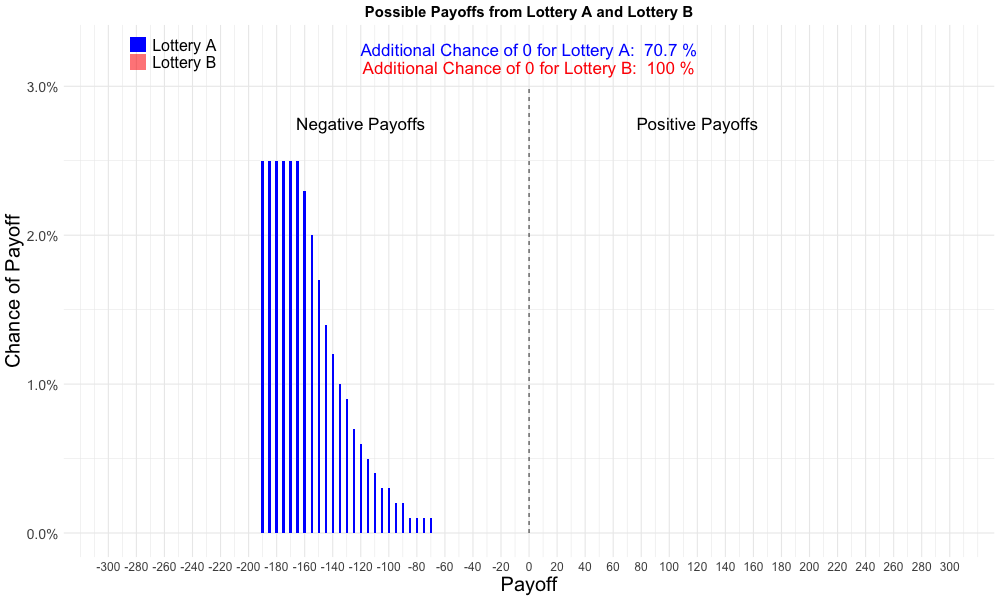 Possible Payoffs from Lottery A and Lottery B
Lottery A
Lottery B
Additional Chance of 0 for Lottery A: 70.7 %
Additional Chance of 0 for Lottery B: 100 %
Negative Payoffs
Positive Payoffs
Chance of Payoff
3.0%
2.0%
1.0%
0.0%
-300 -280 -260 -240 -220 -200 -180 -160 -140 -120 -100 -80 -60 -40 -20 0 20 40 60 80 100 120 140 160 180 200 220 240 260 280 300
Payoff